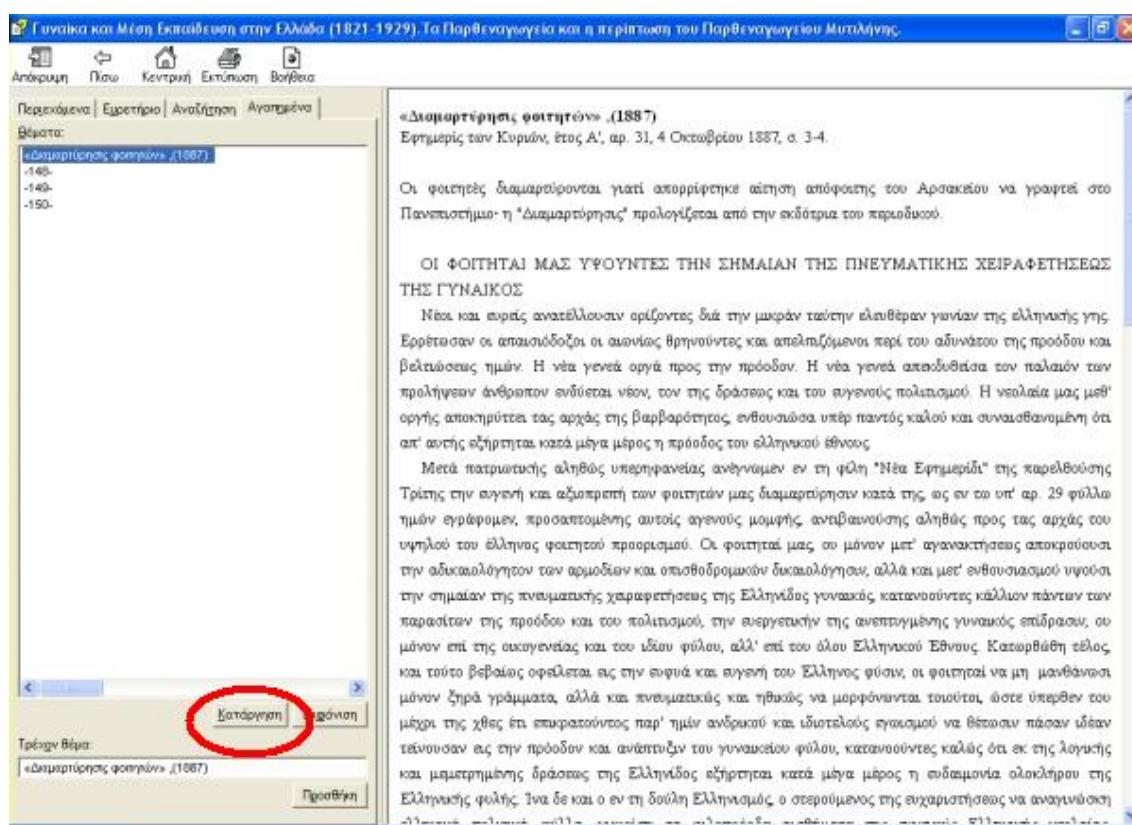 Γυναίκα και Μέση Εκπαίδευση στην Ελλάδα (1821-1929). Τα Παρθεναγωγεία και η περίπτωση του Παρθεναγωγείου Μυτιλήνης.
Απόκρυψη Πίσω Κεντρική Εκτύπωση Βοήθεια
Περιεχόμενα Ευρετήριο Αναζήτηση Αγαπημένα
Θέματα:
«Διαμαρτύρησις φοιτητών» ,(1887)
-148-
-149-
-150-
Κατάργηση Εμφάνιση
Τρέχον θέμα:
«Διαμαρτύρησις φοιτητών» ,(1887)
Προσθήκη
«Διαμαρτύρησις φοιτητών» ,(1887)
Εφημερίς των Κυριών, έτος Α', αρ. 31, 4 Οκτωβρίου 1887, σ. 3-4.
Οι φοιτητές διαμαρτύρονται γιατί απορρίφτηκε αίτηση απόφοιτης του Αρσακείου να γραφτεί στο
Πανεπιστήμιο· η "Διαμαρτύρησις" προλογίζεται από την εκδότρια του περιοδικού.
ΟΙ ΦΟΙΤΗΤΑΙ ΜΑΣ ΥΨΟΥΝΤΕΣ ΤΗΝ ΣΗΜΑΙΑΝ ΤΗΣ ΠΝΕΥΜΑΤΙΚΗΣ ΧΕΙΡΑΦΕΤΗΣΕΩΣ
ΤΗΣ ΓΥΝΑΙΚΟΣ
Νέοι και ευρείς ανατέλλουσιν ορίζοντες διά την μικράν ταύτην ελευθέραν γωνίαν της ελληνικής γης.
Ερρέτωσαν οι απαισιόδοξοι οι αιωνίως θρηνούντες και απελπιζόμενοι περί του αδυνάτου της προόδου και
βελτιώσεως ημών. Η νέα γενεά οργά προς την πρόοδον. Η νέα γενεά απεκδυθείσα τον παλαιόν των
προλήψεων άνθρωπον ενδύεται νέον, τον της δράσεως και του ευγενούς πολιτισμού. Η νεολαία μας μεθ'
οργής αποκηρύττει τας αρχάς της βαρβαρότητος, ενθουσιώσα υπέρ παντός καλού και συναισθανομένη ότι
απ' αυτής εξήρτηται κατά μέγα μέρος η πρόοδος του ελληνικού έθνους.
Μετά πατριωτικής αληθώς υπερηφανείας ανέγνωμεν εν τη φίλη "Νέα Εφημερίδι" της παρελθούσης
Τρίτης την ευγενή και αξιοπρεπή των φοιτητών μας διαμαρτύρησιν κατά της, ως εν τω υπ' αρ. 29 φύλλω
ημών εγράφομεν, προσαπτομένης αυτοίς αγενούς μομφής, αντιβαινούσης αληθώς προς τας αρχάς του
υψηλού του έλληνος φοιτητού προορισμού. Οι φοιτηταί μας, ου μόνον μετ' αγανακτήσεως αποκρούουσι
την αδικαιολόγητον των αρμοδίων και οπισθοδρομικών δικαιολόγησιν, αλλά και μετ' ενθουσιασμού υψούσι
την σημαίαν της πνευματικής χειραφετήσεως της Ελληνίδος γυναικός, κατανοούντες κάλλιον πάντων των
παρασίτων της προόδου και του πολιτισμού, την ευεργετικήν της ανεπτυγμένης γυναικός επίδρασιν, ου
μόνον επί της οικογενείας και του ιδίου φύλου, αλλ' επί του όλου Ελληνικού Έθνους. Κατωρθώθη τέλος,
και τούτο βεβαίως οφείλεται εις την ευφυά και ευγενή του Έλληνος φύσιν, οι φοιτηταί να μη μανθάνωσι
μόνον ξηρά γράμματα, αλλά και πνευματικώς και ηθικώς να μορφόνωνται τοιούτοι, ώστε ύπερθεν του
μέχρι της χθες έτι επικρατούντος παρ' ημίν ανδρικού και ιδιοτελούς εγωισμού να θέτωσιν πάσαν ιδέαν
τείνουσαν εις την πρόοδον και ανάπτυξιν του γυναικείου φύλου, κατανοούντες καλώς ότι εκ της λογικής
και μεμετρημένης δράσεως της Ελληνίδος εξήρτηται κατά μέγα μέρος η ευδαιμονία ολοκλήρου της
Ελληνικής φυλής. Ίνα δε και ο εν τη δούλη Ελληνισμός, ο στερούμενος της ευχαριστήσεως να αναγινώσκη